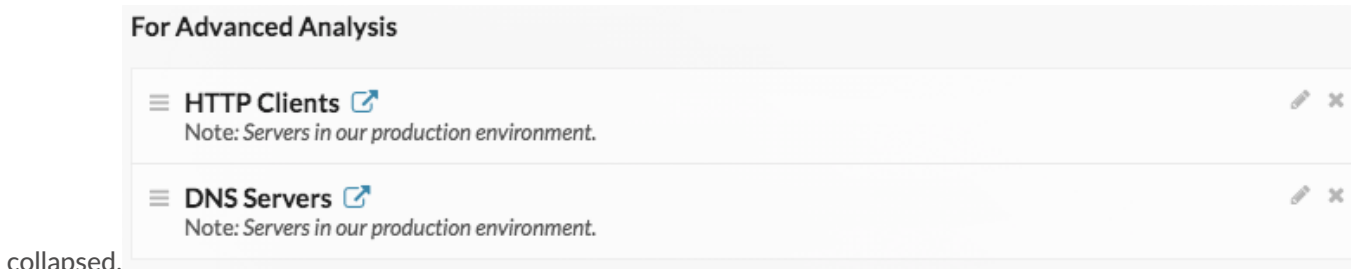 For Advanced Analysis
HTTP Clients
Note: Servers in our production environment.
DNS Servers
Note: Servers in our production environment.
collapsed.